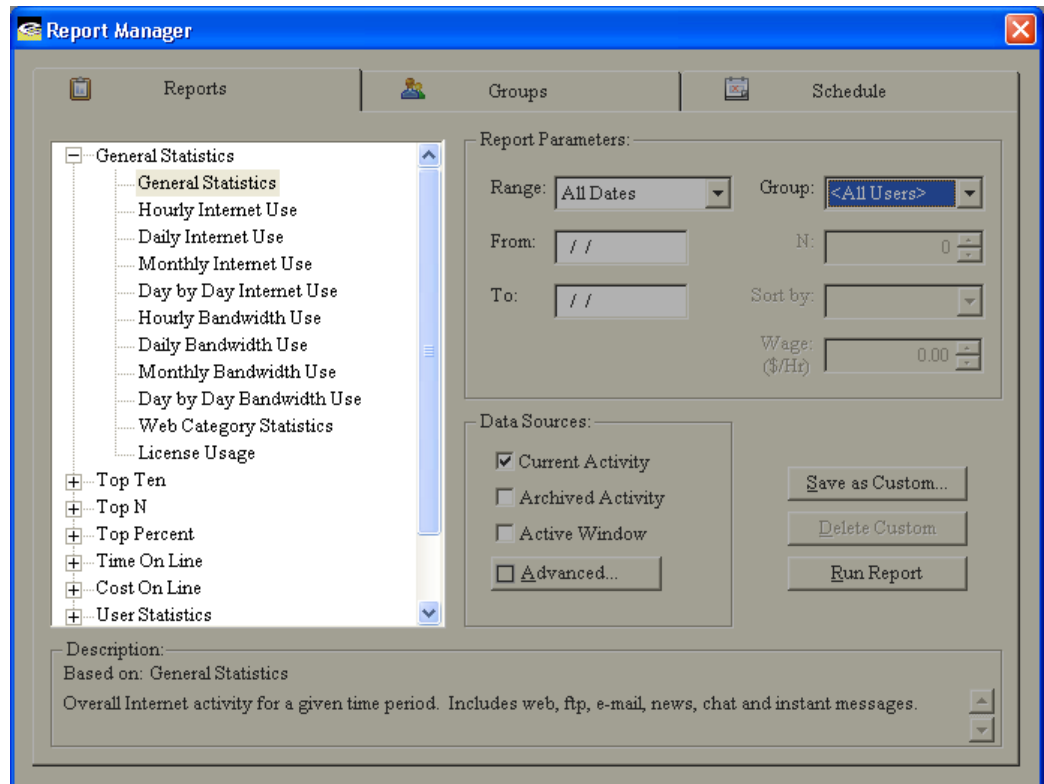 Report Manager
Reports
Groups
Schedule
General Statistics
General Statistics
Hourly Internet Use
Daily Internet Use
Monthly Internet Use
Day by Day Internet Use
Hourly Bandwidth Use
Daily Bandwidth Use
Monthly Bandwidth Use
Day by Day Bandwidth Use
Web Category Statistics
License Usage
Top Ten
Top N
Top Percent
Time On Line
Cost On Line
User Statistics
Report Parameters:
Range: All Dates
Group: <All Users>
From: / /
N: 0
To: / /
Sort by:
Wage: 0.00
($/Hr)
Data Sources:
Current Activity
Archived Activity
Active Window
Advanced...
Save as Custom...
Delete Custom
Run Report
Description:
Based on: General Statistics
Overall Internet activity for a given time period. Includes web, ftp, e-mail, news, chat and instant messages.